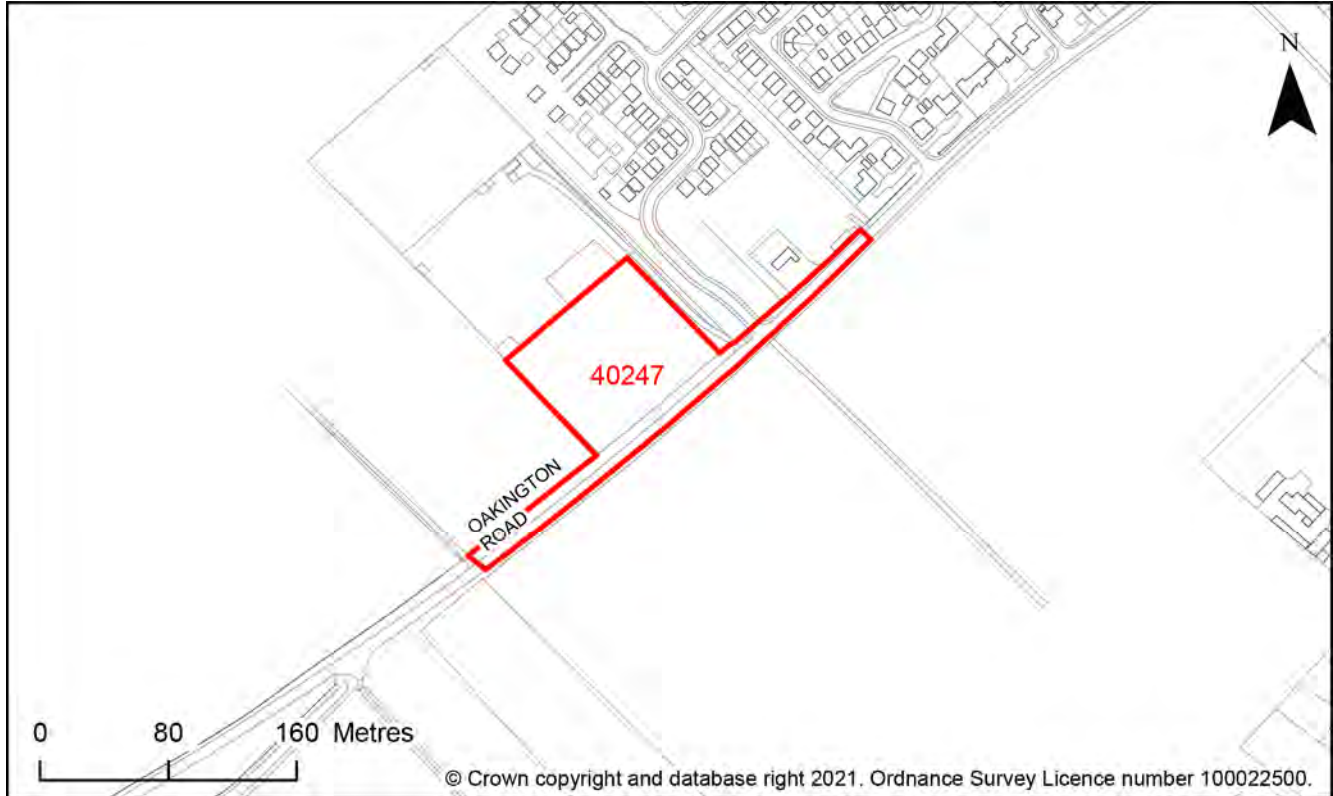 N
40247
OAKINGTON
ROAD
0 80 160 Metres
© Crown copyright and database right 2021. Ordnance Survey Licence number 100022500.